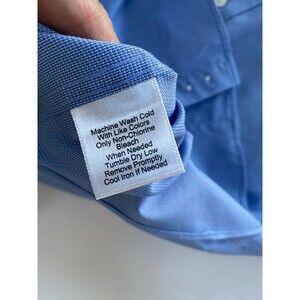 Machine Wash Cold
With Like Colors
Only Non-Chlorine
Bleach
When Needed
Tumble Dry Low
Remove Promptly
Cool Iron if Needed